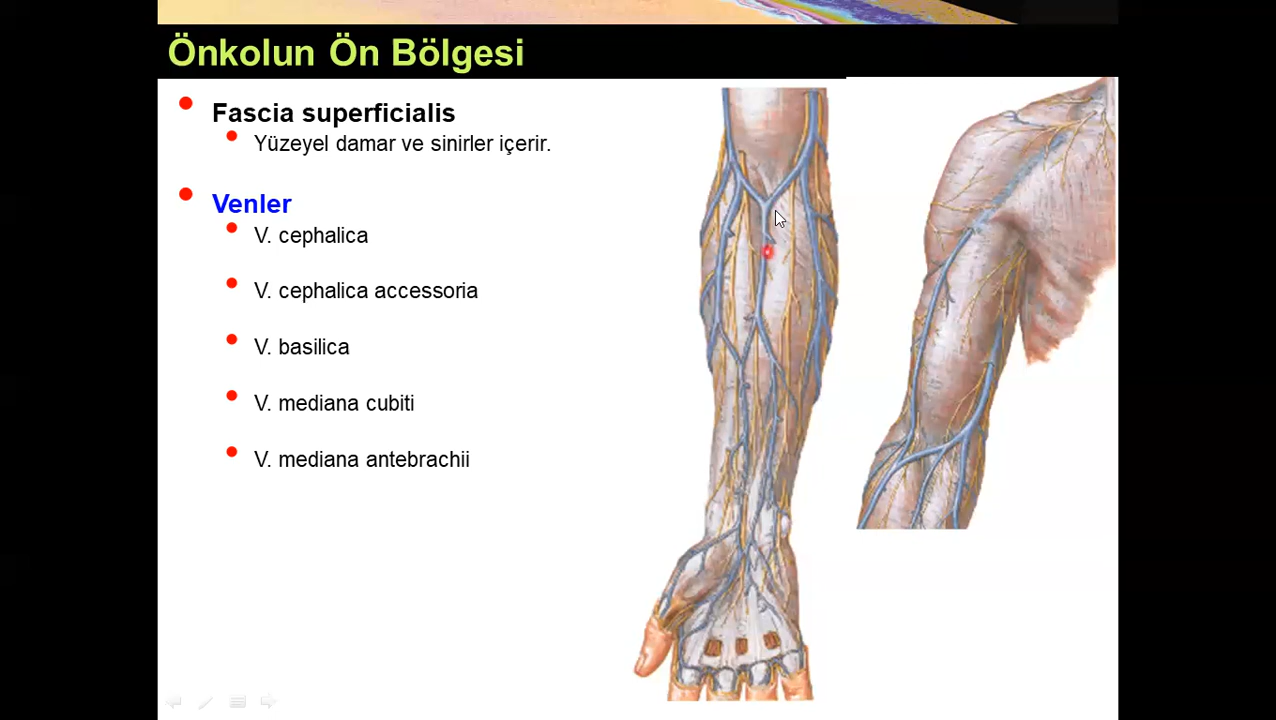 Önkolun Ön Bölgesi
Fascia superficialis
Yüzeyel damar ve sinirler içerir.
Venler
V. cephalica
V. cephalica accessoria
V. basilica
V. mediana cubiti
V. mediana antebrachii